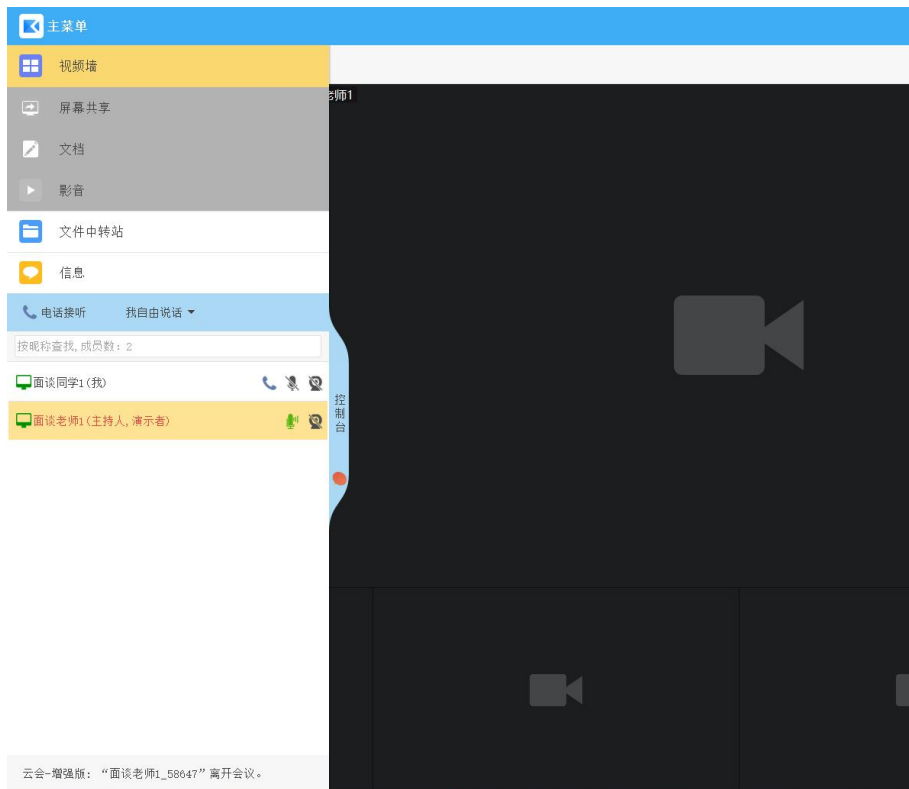 主菜单
视频墙
老师1
屏幕共享
文档
影音
文件中转站
信息
电话接听 我自由说话
按昵称查找,成员数: 2
面谈同学1(我)
面谈老师1(主持人,演示者)
控制台
云会-增强版: “面谈老师1_58647”离开会议。